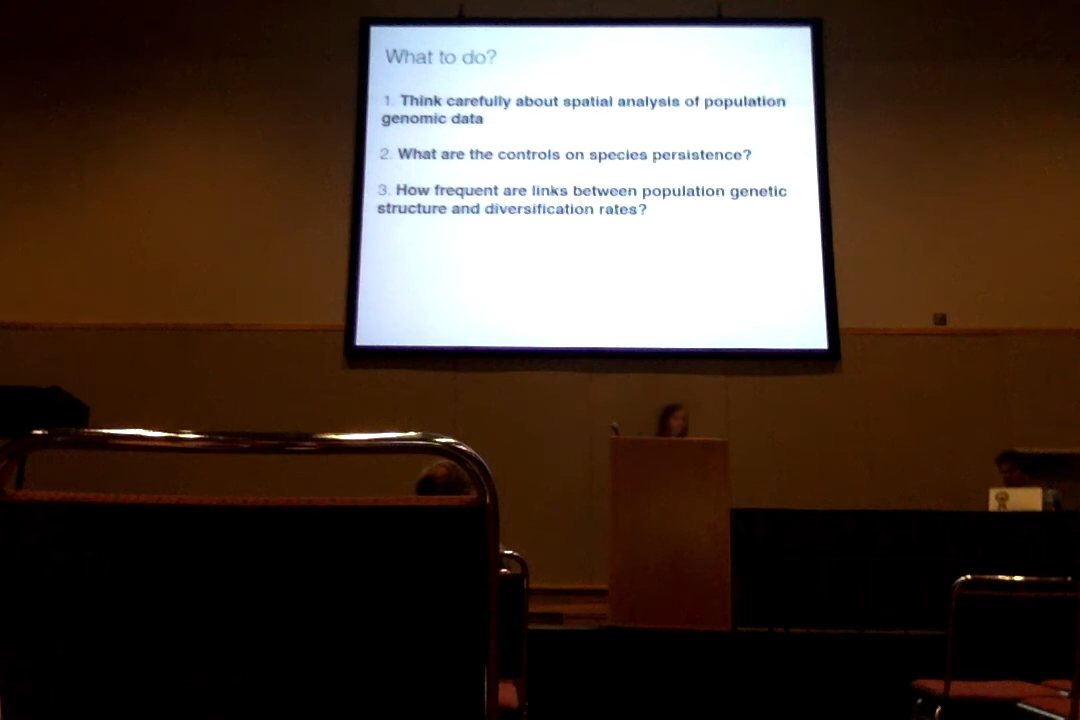 What to do?
1. Think carefully about spatial analysis of population
genomic data
2. What are the controls on species persistence?
3. How frequent are links between population genetic
structure and diversification rates?